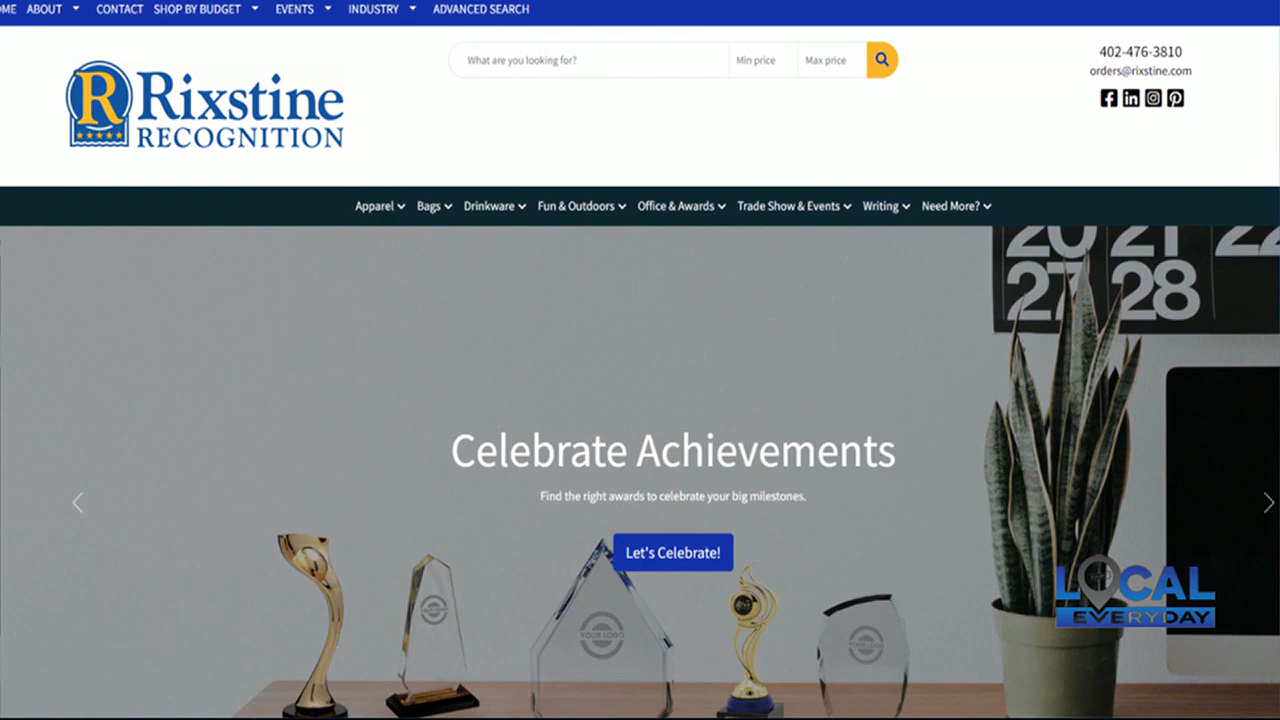 OME ABOUT CONTACT SHOP BY BUDGET EVENTS INDUSTRY ADVANCED SEARCH
What are you looking for? Min price Max price
402-476-3810
orders@rixstine.com
R Rixstine
RECOGNITION
Apparel Bags Drinkware Fun & Outdoors Office & Awards Trade Show & Events Writing Need More?
20 21 22
27 28
Celebrate Achievements
Find the right awards to celebrate your big milestones.
Let's Celebrate!
YOUR LOGO
YOUR LOGO
YOUR LOGO
LOCAL
EVERYDAY